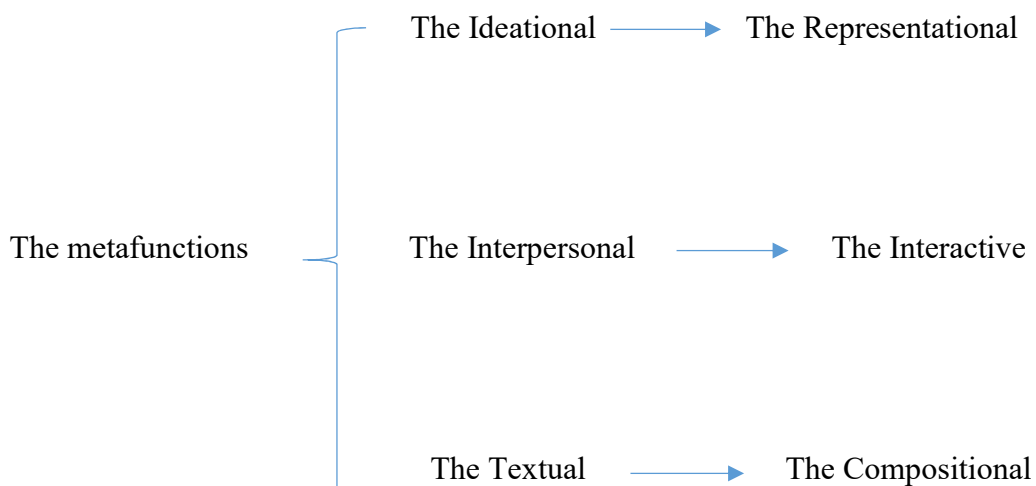 The Ideational The Representational
The metafunctions The Interpersonal The Interactive
The Textual The Compositional